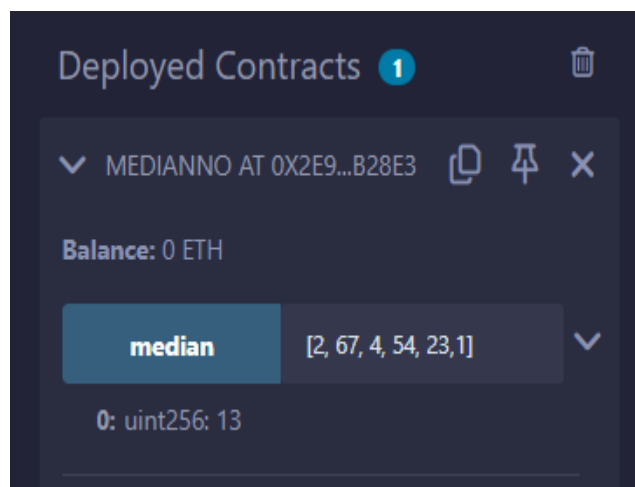 Deployed Contracts 1
MEDIANNO AT 0X2E9...B28E3
Balance: 0 ETH
median [2, 67, 4, 54, 23,1]
0: uint256: 13